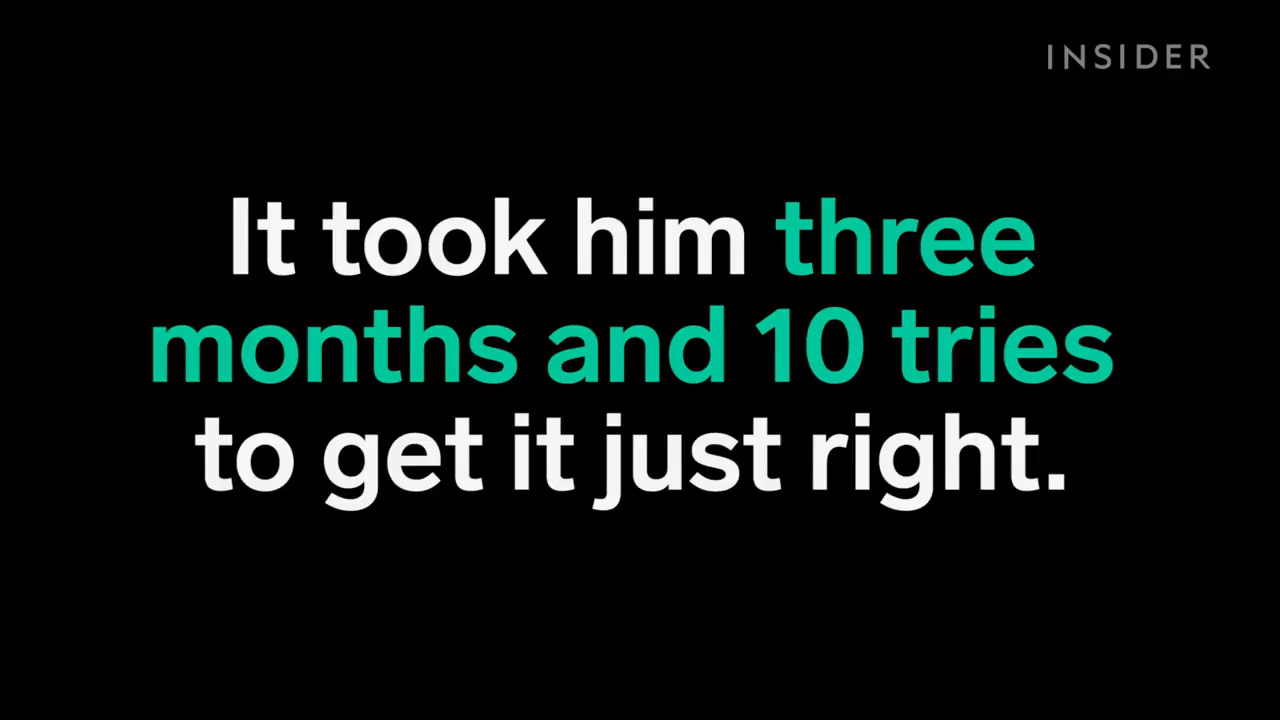 INSIDER
It took him three
months and 10 tries
to get it just right.